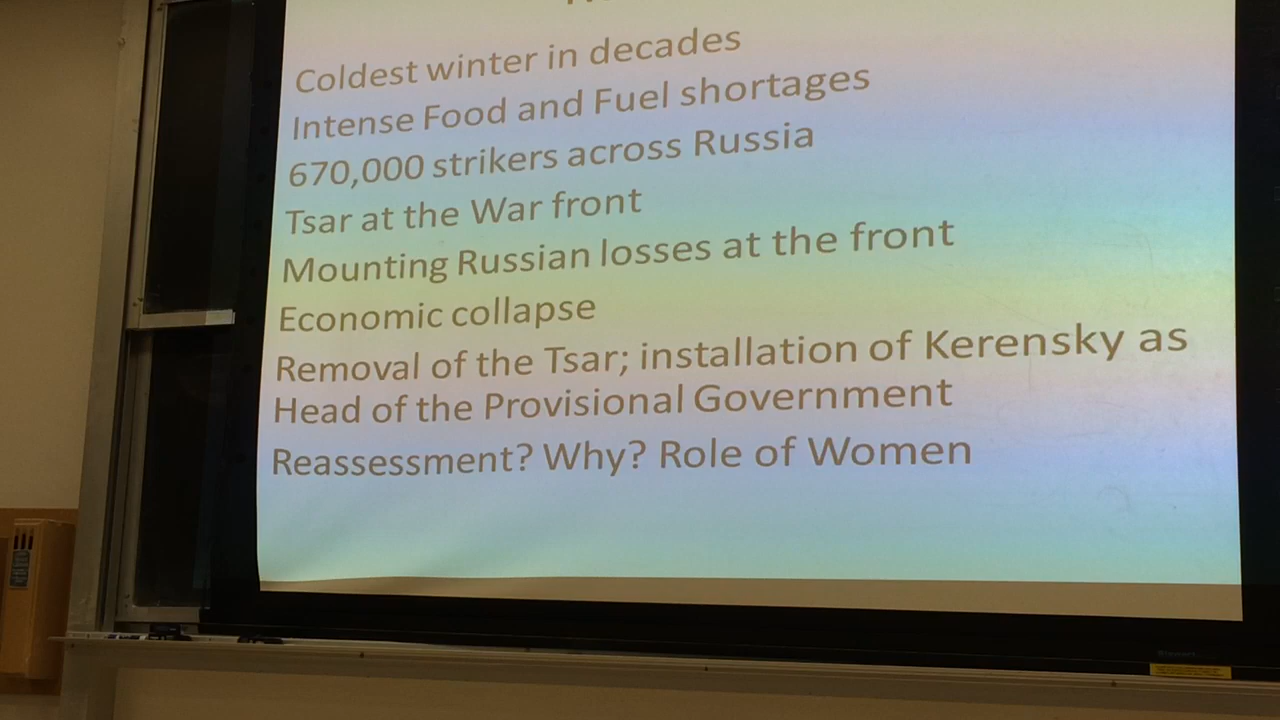 Coldest winter in decades
Intense Food and Fuel shortages
670,000 strikers across Russia
Tsar at the War front
Mounting Russian losses at the front
Economic collapse
Removal of the Tsar; installation of Kerensky as
Head of the Provisional Government
Reassessment? Why? Role of Women